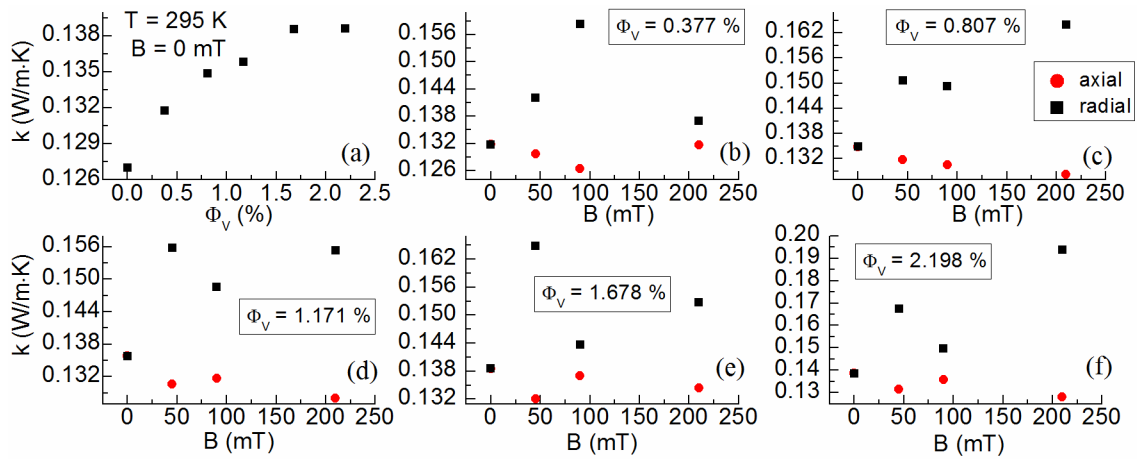 T = 295 K
B = 0 mT
k (W/m·K)
0.138
0.135
0.132
0.129
0.126
0.0 0.5 1.0 1.5 2.0 2.5
ΦV (%)
(a)
ΦV = 0.377 %
0.156
0.150
0.144
0.138
0.132
0.126
0 50 100 150 200 250
B (mT)
(b)
ΦV = 0.807 %
0.162
0.156
0.150
0.144
0.138
0.132
0 50 100 150 200 250
B (mT)
(c)
axial
radial
k (W/m·K)
0.156
0.150
0.144
0.138
0.132
0 50 100 150 200 250
B (mT)
ΦV = 1.171 %
(d)
0.162
0.156
0.150
0.144
0.138
0.132
0 50 100 150 200 250
B (mT)
ΦV = 1.678 %
(e)
0.20
0.19
0.18
0.17
0.16
0.15
0.14
0.13
0 50 100 150 200 250
B (mT)
ΦV = 2.198 %
(f)